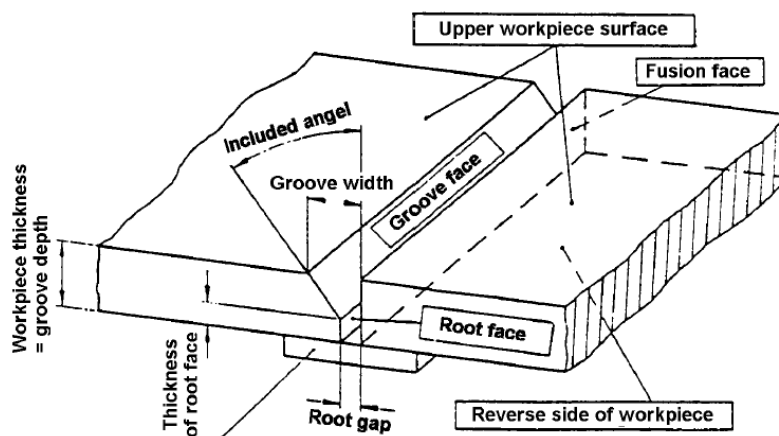 Upper workpiece surface
Fusion face
Included angel
Groove width
Groove face
Workpiece thickness
= groove depth
Root face
Thickness
of root face
Root gap
Reverse side of workpiece